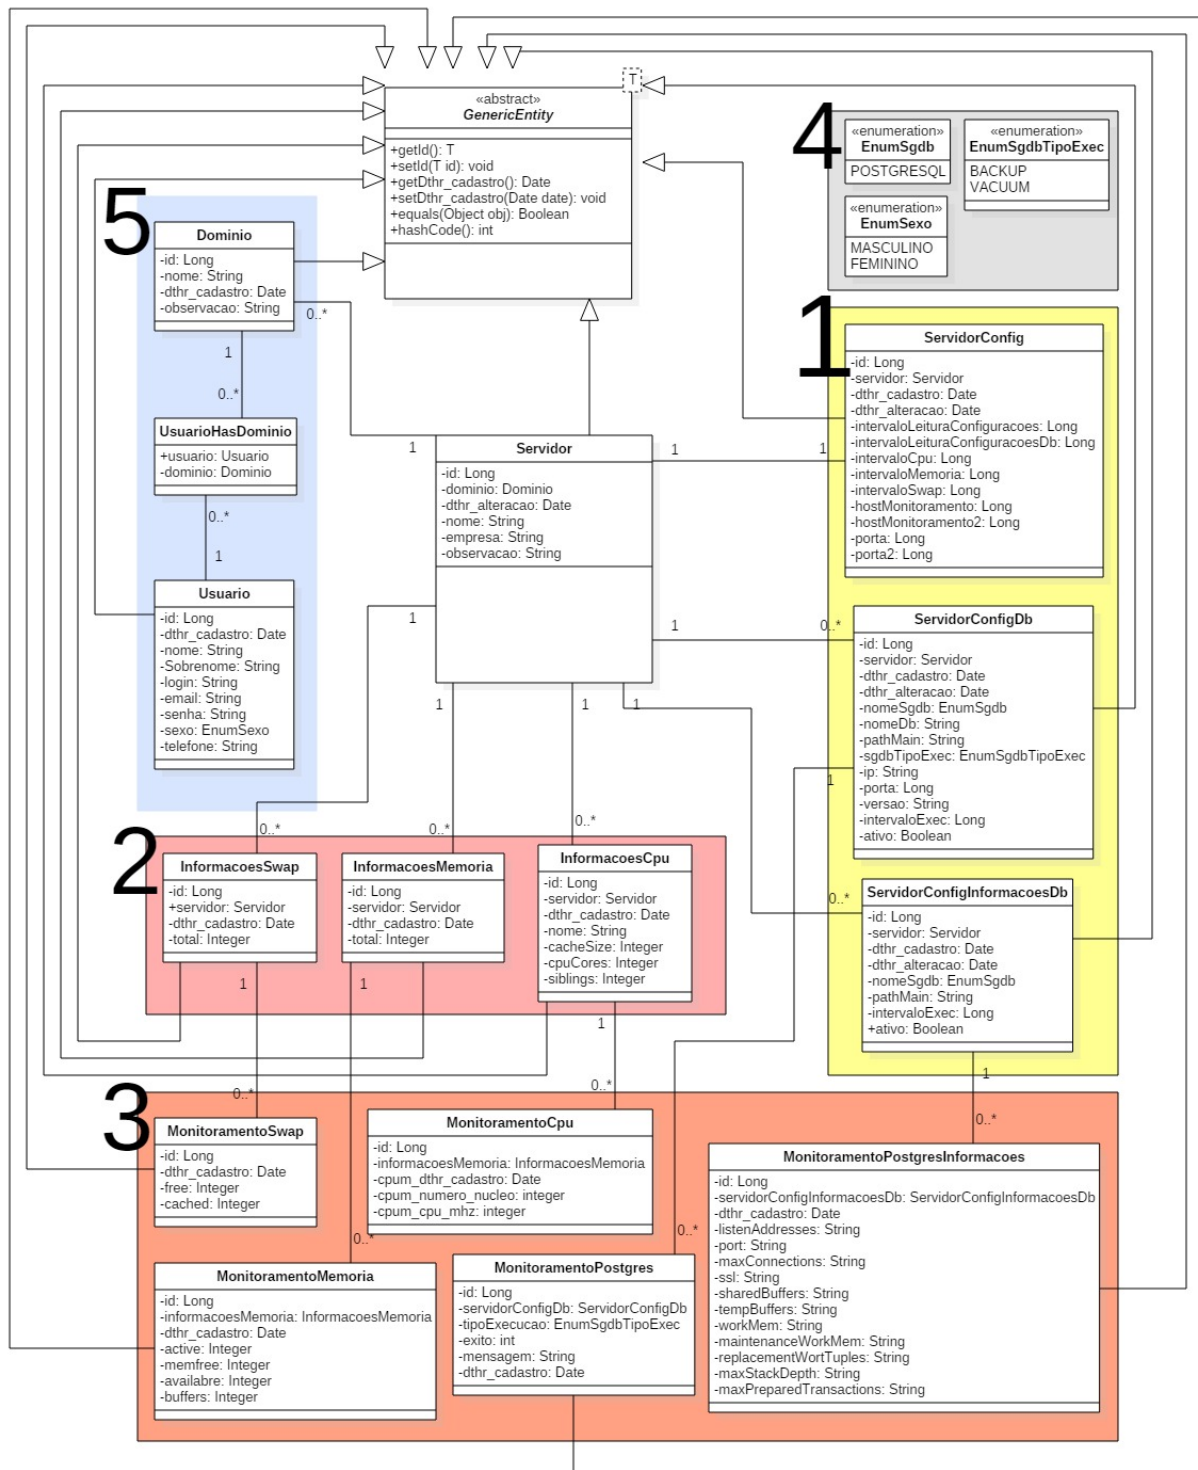 T
«abstract»
GenericEntity
+getId(): T
+setId(T id): void
+getDthr_cadastro(): Date
+setDthr_cadastro(Date date): void
+equals(Object obj): Boolean
+hashCode(): int
4
«enumeration»
EnumSgdb
POSTGRESQL
«enumeration»
EnumSgdbTipoExec
BACKUP
VACUUM
«enumeration»
EnumSexo
MASCULINO
FEMININO
5
Dominio
-id: Long
-nome: String
-dthr_cadastro: Date
-observacao: String
0..*
1
0..*
UsuarioHasDominio
+usuario: Usuario
-dominio: Dominio
0..*
1
Usuario
-id: Long
-dthr_cadastro: Date
-nome: String
-Sobrenome: String
-login: String
-email: String
-senha: String
-sexo: EnumSexo
-telefone: String
1
Servidor
-id: Long
-dominio: Dominio
-dthr_alteracao: Date
-nome: String
-empresa: String
-observacao: String
1
1
1
1
1
1
1
1
ServidorConfig
-id: Long
-servidor: Servidor
-dthr_cadastro: Date
-dthr_alteracao: Date
-intervaloLeituraConfiguracoes: Long
-intervaloLeituraConfiguracoesDb: Long
-intervaloCpu: Long
-intervaloMemoria: Long
-intervaloSwap: Long
-hostMonitoramento: Long
-hostMonitoramento2: Long
-porta: Long
-porta2: Long
1
0..*
ServidorConfigDb
-id: Long
-servidor: Servidor
-dthr_cadastro: Date
-dthr_alteracao: Date
-nomeSgdb: EnumSgdb
-nomeDb: String
-pathMain: String
-sgdbTipoExec: EnumSgdbTipoExec
-ip: String
-porta: Long
-versao: String
-intervaloExec: Long
-ativo: Boolean
1
0..*
ServidorConfigInformacoesDb
-id: Long
-servidor: Servidor
-dthr_cadastro: Date
-dthr_alteracao: Date
-nomeSgdb: EnumSgdb
-pathMain: String
-intervaloExec: Long
+ativo: Boolean
1
0..*
2
0..*
0..*
0..*
InformacoesSwap
-id: Long
+servidor: Servidor
-dthr_cadastro: Date
-total: Integer
1
InformacoesMemoria
-id: Long
-servidor: Servidor
-dthr_cadastro: Date
-total: Integer
1
InformacoesCpu
-id: Long
-servidor: Servidor
-dthr_cadastro: Date
-nome: String
-cacheSize: Integer
-cpuCores: Integer
-siblings: Integer
1
3
0..*
MonitoramentoSwap
-id: Long
-dthr_cadastro: Date
-free: Integer
-cached: Integer
0..*
MonitoramentoCpu
-id: Long
-informacoesMemoria: InformacoesMemoria
-cpum_dthr_cadastro: Date
-cpum_numero_nucleo: integer
-cpum_cpu_mhz: integer
0..*
MonitoramentoMemoria
-id: Long
-informacoesMemoria: InformacoesMemoria
-dthr_cadastro: Date
-active: Integer
-memfree: Integer
-availabre: Integer
-buffers: Integer
0..*
MonitoramentoPostgres
-id: Long
-servidorConfigDb: ServidorConfigDb
-tipoExecucao: EnumSgdbTipoExec
-exito: int
-mensagem: String
-dthr_cadastro: Date
MonitoramentoPostgresInformacoes
-id: Long
-servidorConfigInformacoesDb: ServidorConfigInformacoesDb
-dthr_cadastro: Date
-listenAddresses: String
-port: String
-maxConnections: String
-ssl: String
-sharedBuffers: String
-tempBuffers: String
-workMem: String
-maintenanceWorkMem: String
-replacementWortTuples: String
-maxStackDepth: String
-maxPreparedTransactions: String